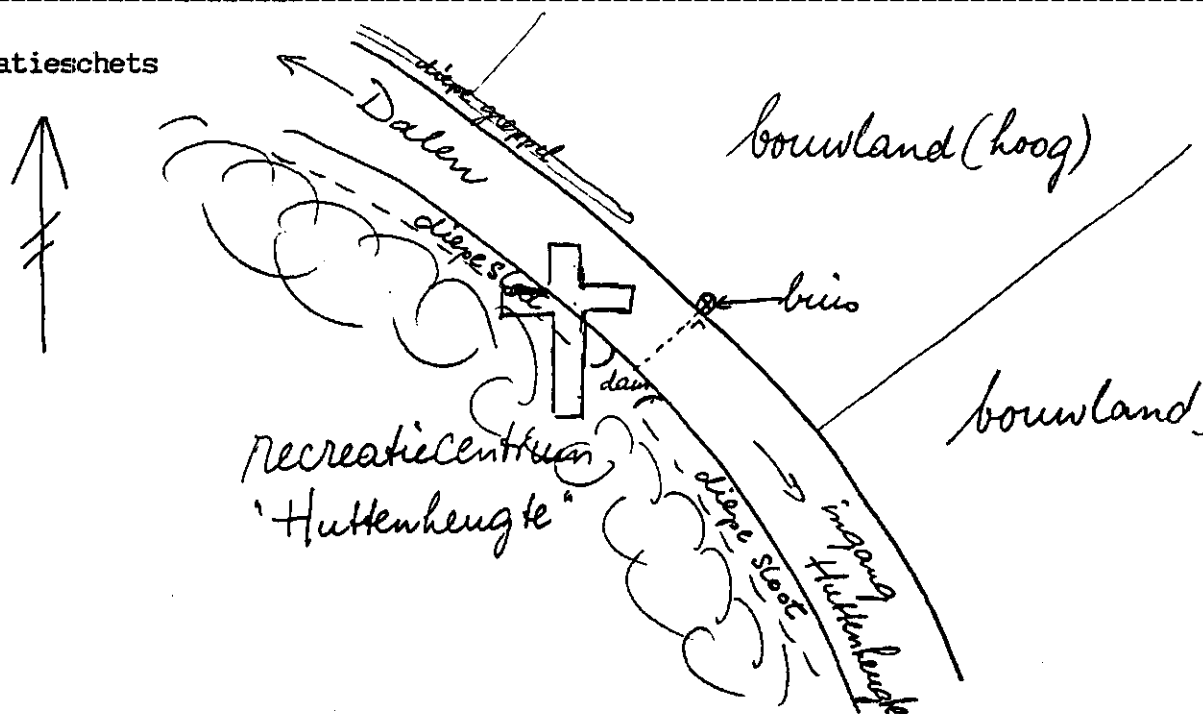 atieschets
diepe greppel
Dalen
bouwland (hoog)
diepe sloot
buis
dam
bouwland
recreatiecentrum
"Huttenheugte"
diepe sloot
ingang
Huttenheugte